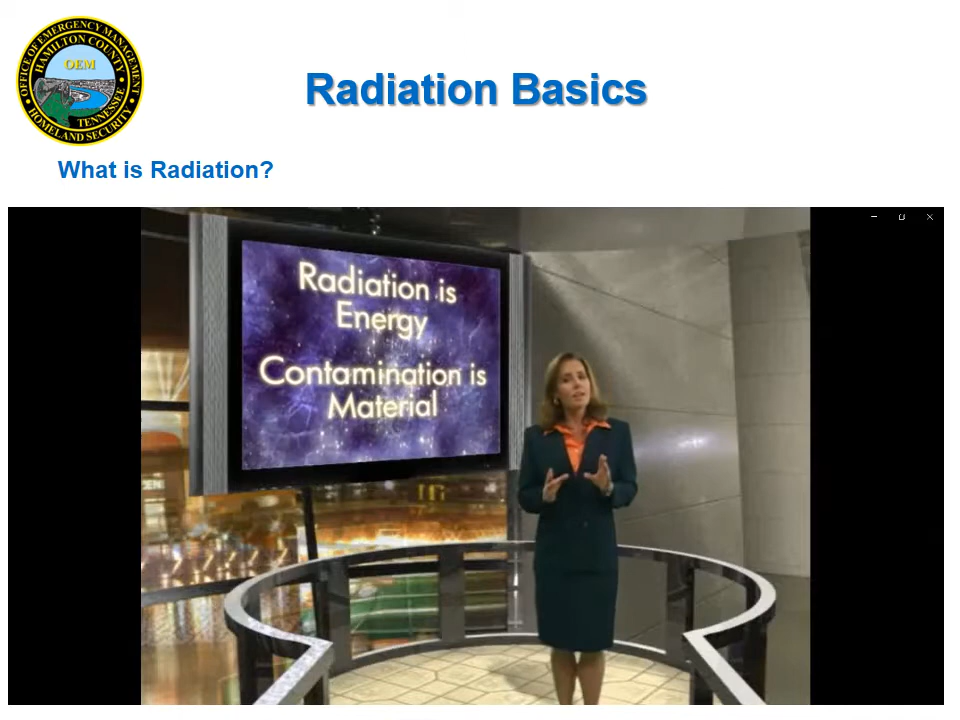 OFFICE OF EMERGENCY MANAGEMENT
HAMILTON COUNTY
OEM
TENNESSEE
HOMELAND SECURITY
Radiation Basics
What is Radiation?
Radiation is
Energy
Contamination is
Material